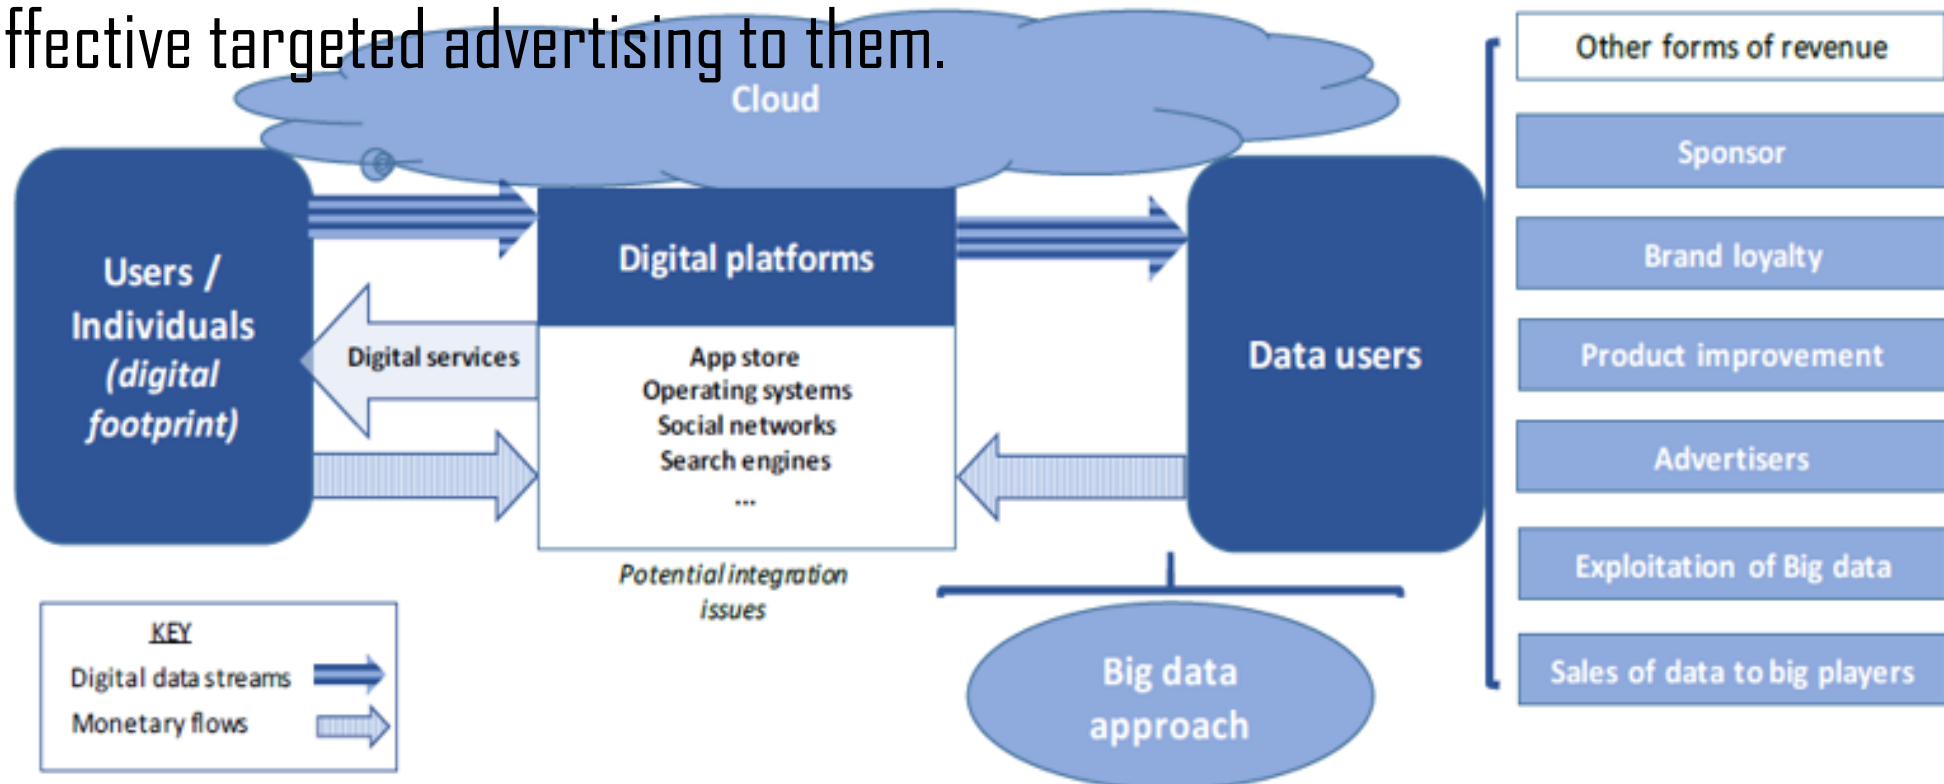 ffective targeted advertising to them.
Cloud
Users /
Individuals
(digital
footprint)
Digital services
Digital platforms
App store
Operating systems
Social networks
Search engines
...
Potential integration
issues
Data users
Big data
approach
Other forms of revenue
Sponsor
Brand loyalty
Product improvement
Advertisers
Exploitation of Big data
Sales of data to big players
KEY
Digital data streams
Monetary flows